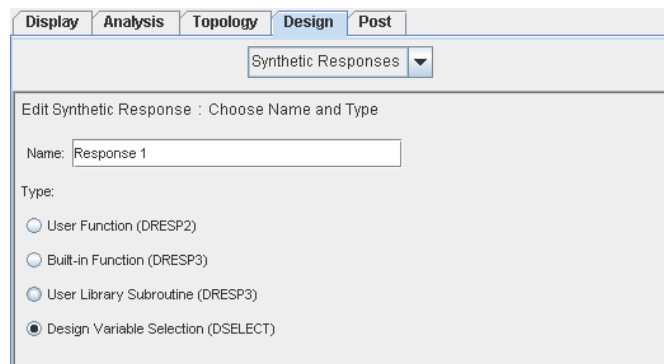 Display Analysis Topology Design Post
Synthetic Responses
Edit Synthetic Response : Choose Name and Type
Name: Response 1
Type:
User Function (DRESP2)
Built-in Function (DRESP3)
User Library Subroutine (DRESP3)
Design Variable Selection (DSELECT)